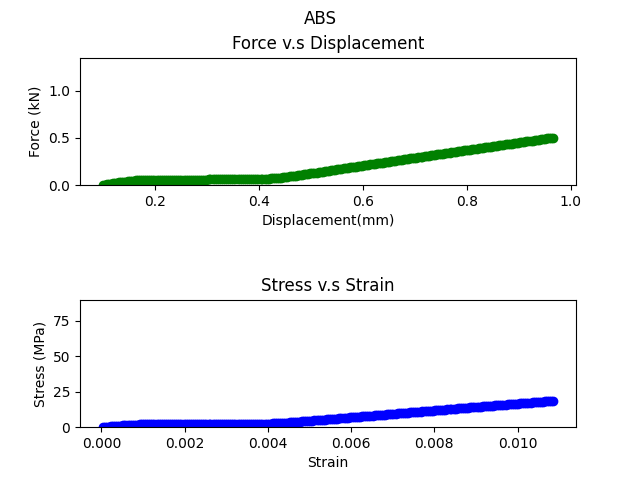 ABS
Force v.s Displacement
Force (kN)
1.0
0.5
0.0
0.2 0.4 0.6 0.8 1.0
Displacement(mm)
Stress v.s Strain
Stress (MPa)
75
50
25
0
0.000 0.002 0.004 0.006 0.008 0.010
Strain